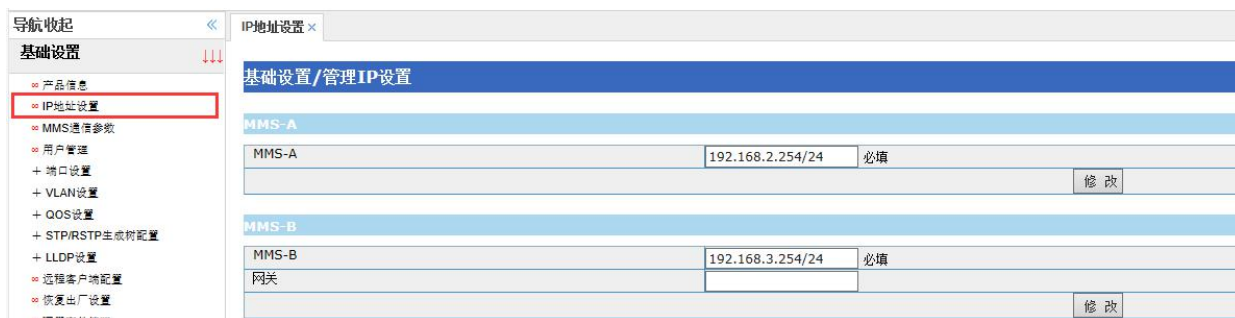 导航收起
«
IP地址设置 ×
基础设置
↓↓↓
基础设置/管理IP设置
产品信息
IP地址设置
MMS通信参数
用户管理
+ 端口设置
+ VLAN设置
+ QOS设置
+ STP/RSTP生成树配置
+ LLDP设置
远程客户端配置
恢复出厂设置
MMS-A
MMS-A 192.168.2.254/24 必填
修 改
MMS-B
MMS-B 192.168.3.254/24 必填
网关
修 改